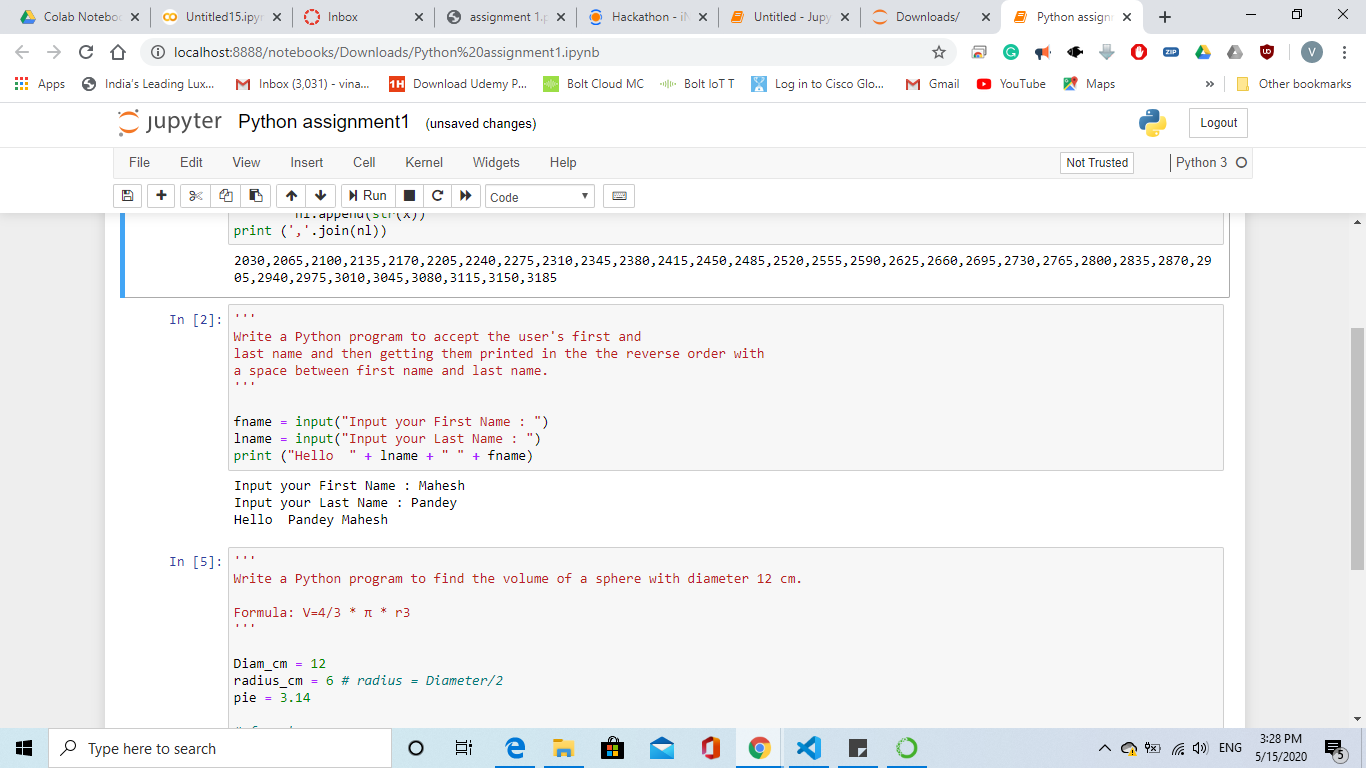 Colab Noteboo
Untitled15.ipyn
Inbox
assignment 1.p
Hackathon - iN
Untitled - Jupy
Downloads/
Python assignm
localhost:8888/notebooks/Downloads/Python%20assignment1.ipynb
ZIP
V
Apps
India's Leading Lux...
Inbox (3,031) - vina...
1H Download Udemy P...
Bolt Cloud MC
Bolt IoT T
Log in to Cisco Glo...
Gmail
YouTube
Maps
»
Other bookmarks
jupyter Python assignment1 (unsaved changes)
Logout
File Edit View Insert Cell Kernel Widgets Help
Not Trusted
Python 3
Run
Code
nl.append(str(x))
print (','.join(nl))
2030,2065,2100,2135,2170,2205,2240,2275,2310,2345,2380,2415,2450,2485,2520,2555,2590,2625,2660,2695,2730,2765,2800,2835,2870,29
05,2940,2975,3010,3045,3080,3115,3150,3185
In [2]:
'''
Write a Python program to accept the user's first and
last name and then getting them printed in the the reverse order with
a space between first name and last name.
'''
fname = input("Input your First Name : ")
lname = input("Input your Last Name : ")
print ("Hello  " + lname + " " + fname)
Input your First Name : Mahesh
Input your Last Name : Pandey
Hello  Pandey Mahesh
In [5]:
'''
Write a Python program to find the volume of a sphere with diameter 12 cm.
Formula: V=4/3 * π * r3
'''
Diam_cm = 12
radius_cm = 6 # radius = Diameter/2
pie = 3.14
Type here to search
ENG
3:28 PM
5/15/2020
5